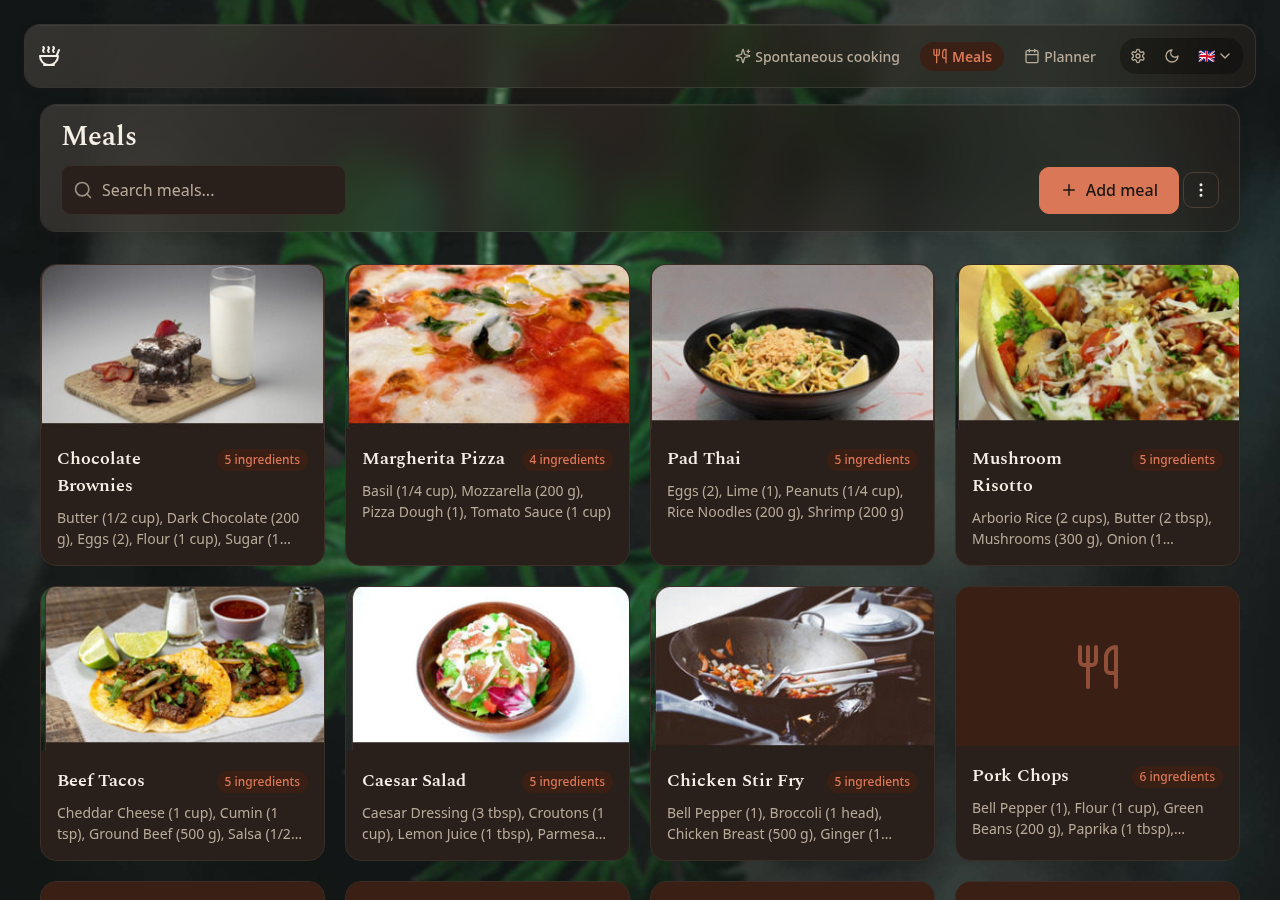 Spontaneous cooking
Meals
Planner
Meals
Search meals...
Add meal
Chocolate
Brownies
5 ingredients
Butter (1/2 cup), Dark Chocolate (200
g), Eggs (2), Flour (1 cup), Sugar (1...
Margherita Pizza
4 ingredients
Basil (1/4 cup), Mozzarella (200 g),
Pizza Dough (1), Tomato Sauce (1 cup)
Pad Thai
5 ingredients
Eggs (2), Lime (1), Peanuts (1/4 cup),
Rice Noodles (200 g), Shrimp (200 g)
Mushroom
Risotto
5 ingredients
Arborio Rice (2 cups), Butter (2 tbsp),
Mushrooms (300 g), Onion (1...
Beef Tacos
5 ingredients
Cheddar Cheese (1 cup), Cumin (1
tsp), Ground Beef (500 g), Salsa (1/2...
Caesar Salad
5 ingredients
Caesar Dressing (3 tbsp), Croutons (1
cup), Lemon Juice (1 tbsp), Parmesa...
Chicken Stir Fry
5 ingredients
Bell Pepper (1), Broccoli (1 head),
Chicken Breast (500 g), Ginger (1...
Pork Chops
6 ingredients
Bell Pepper (1), Flour (1 cup), Green
Beans (200 g), Paprika (1 tbsp),...